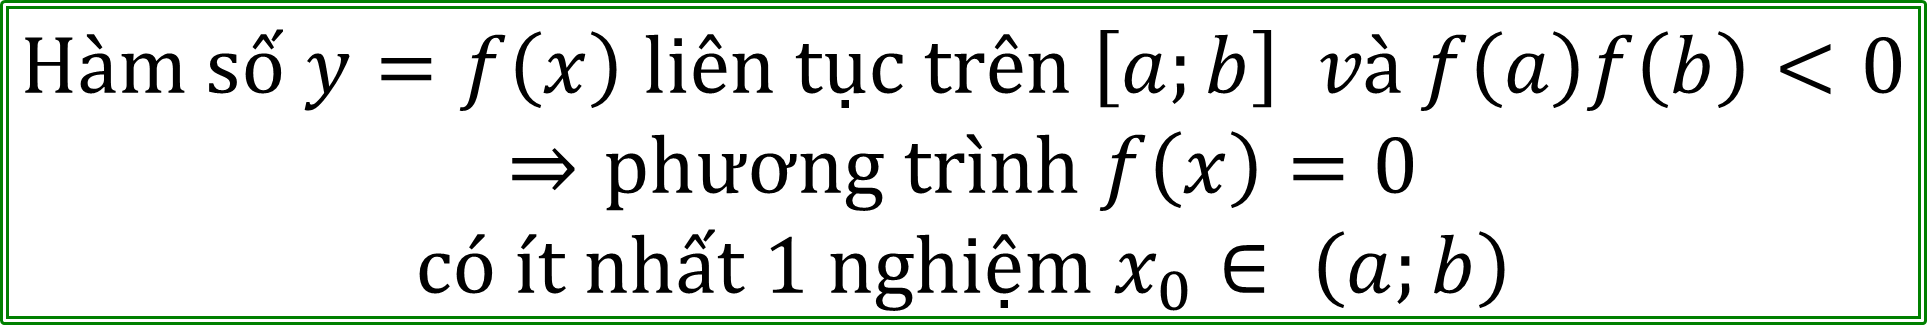 Hàm số y = f(x) liên tục trên [a; b] và f(a)f(b) < 0
⇒ phương trình f(x) = 0
có ít nhất 1 nghiệm x₀ ∈ (a; b)